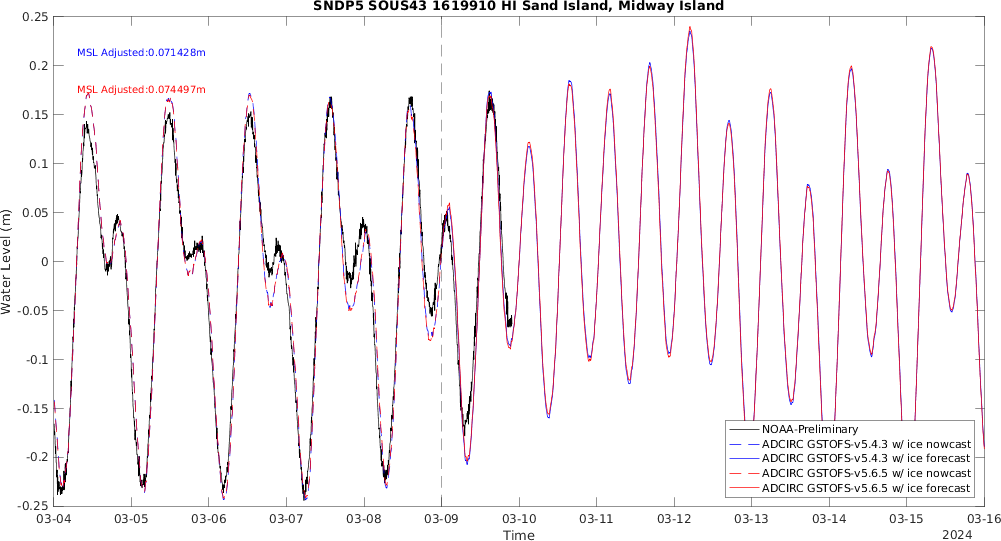 SNDP5 SOUS43 1619910 HI Sand Island, Midway Island
0.25
MSL Adjusted:0.071428m
0.2
MSL Adjusted:0.074497m
0.15
0.1
0.05
0
-0.05
-0.1
-0.15
-0.2
-0.25
Water Level (m)
NOAA-Preliminary
ADCIRC GSTOFS-v5.4.3 w/ ice nowcast
ADCIRC GSTOFS-v5.4.3 w/ ice forecast
ADCIRC GSTOFS-v5.6.5 w/ ice nowcast
ADCIRC GSTOFS-v5.6.5 w/ ice forecast
03-04 03-05 03-06 03-07 03-08 03-09 03-10 03-11 03-12 03-13 03-14 03-15 03-16
Time
2024